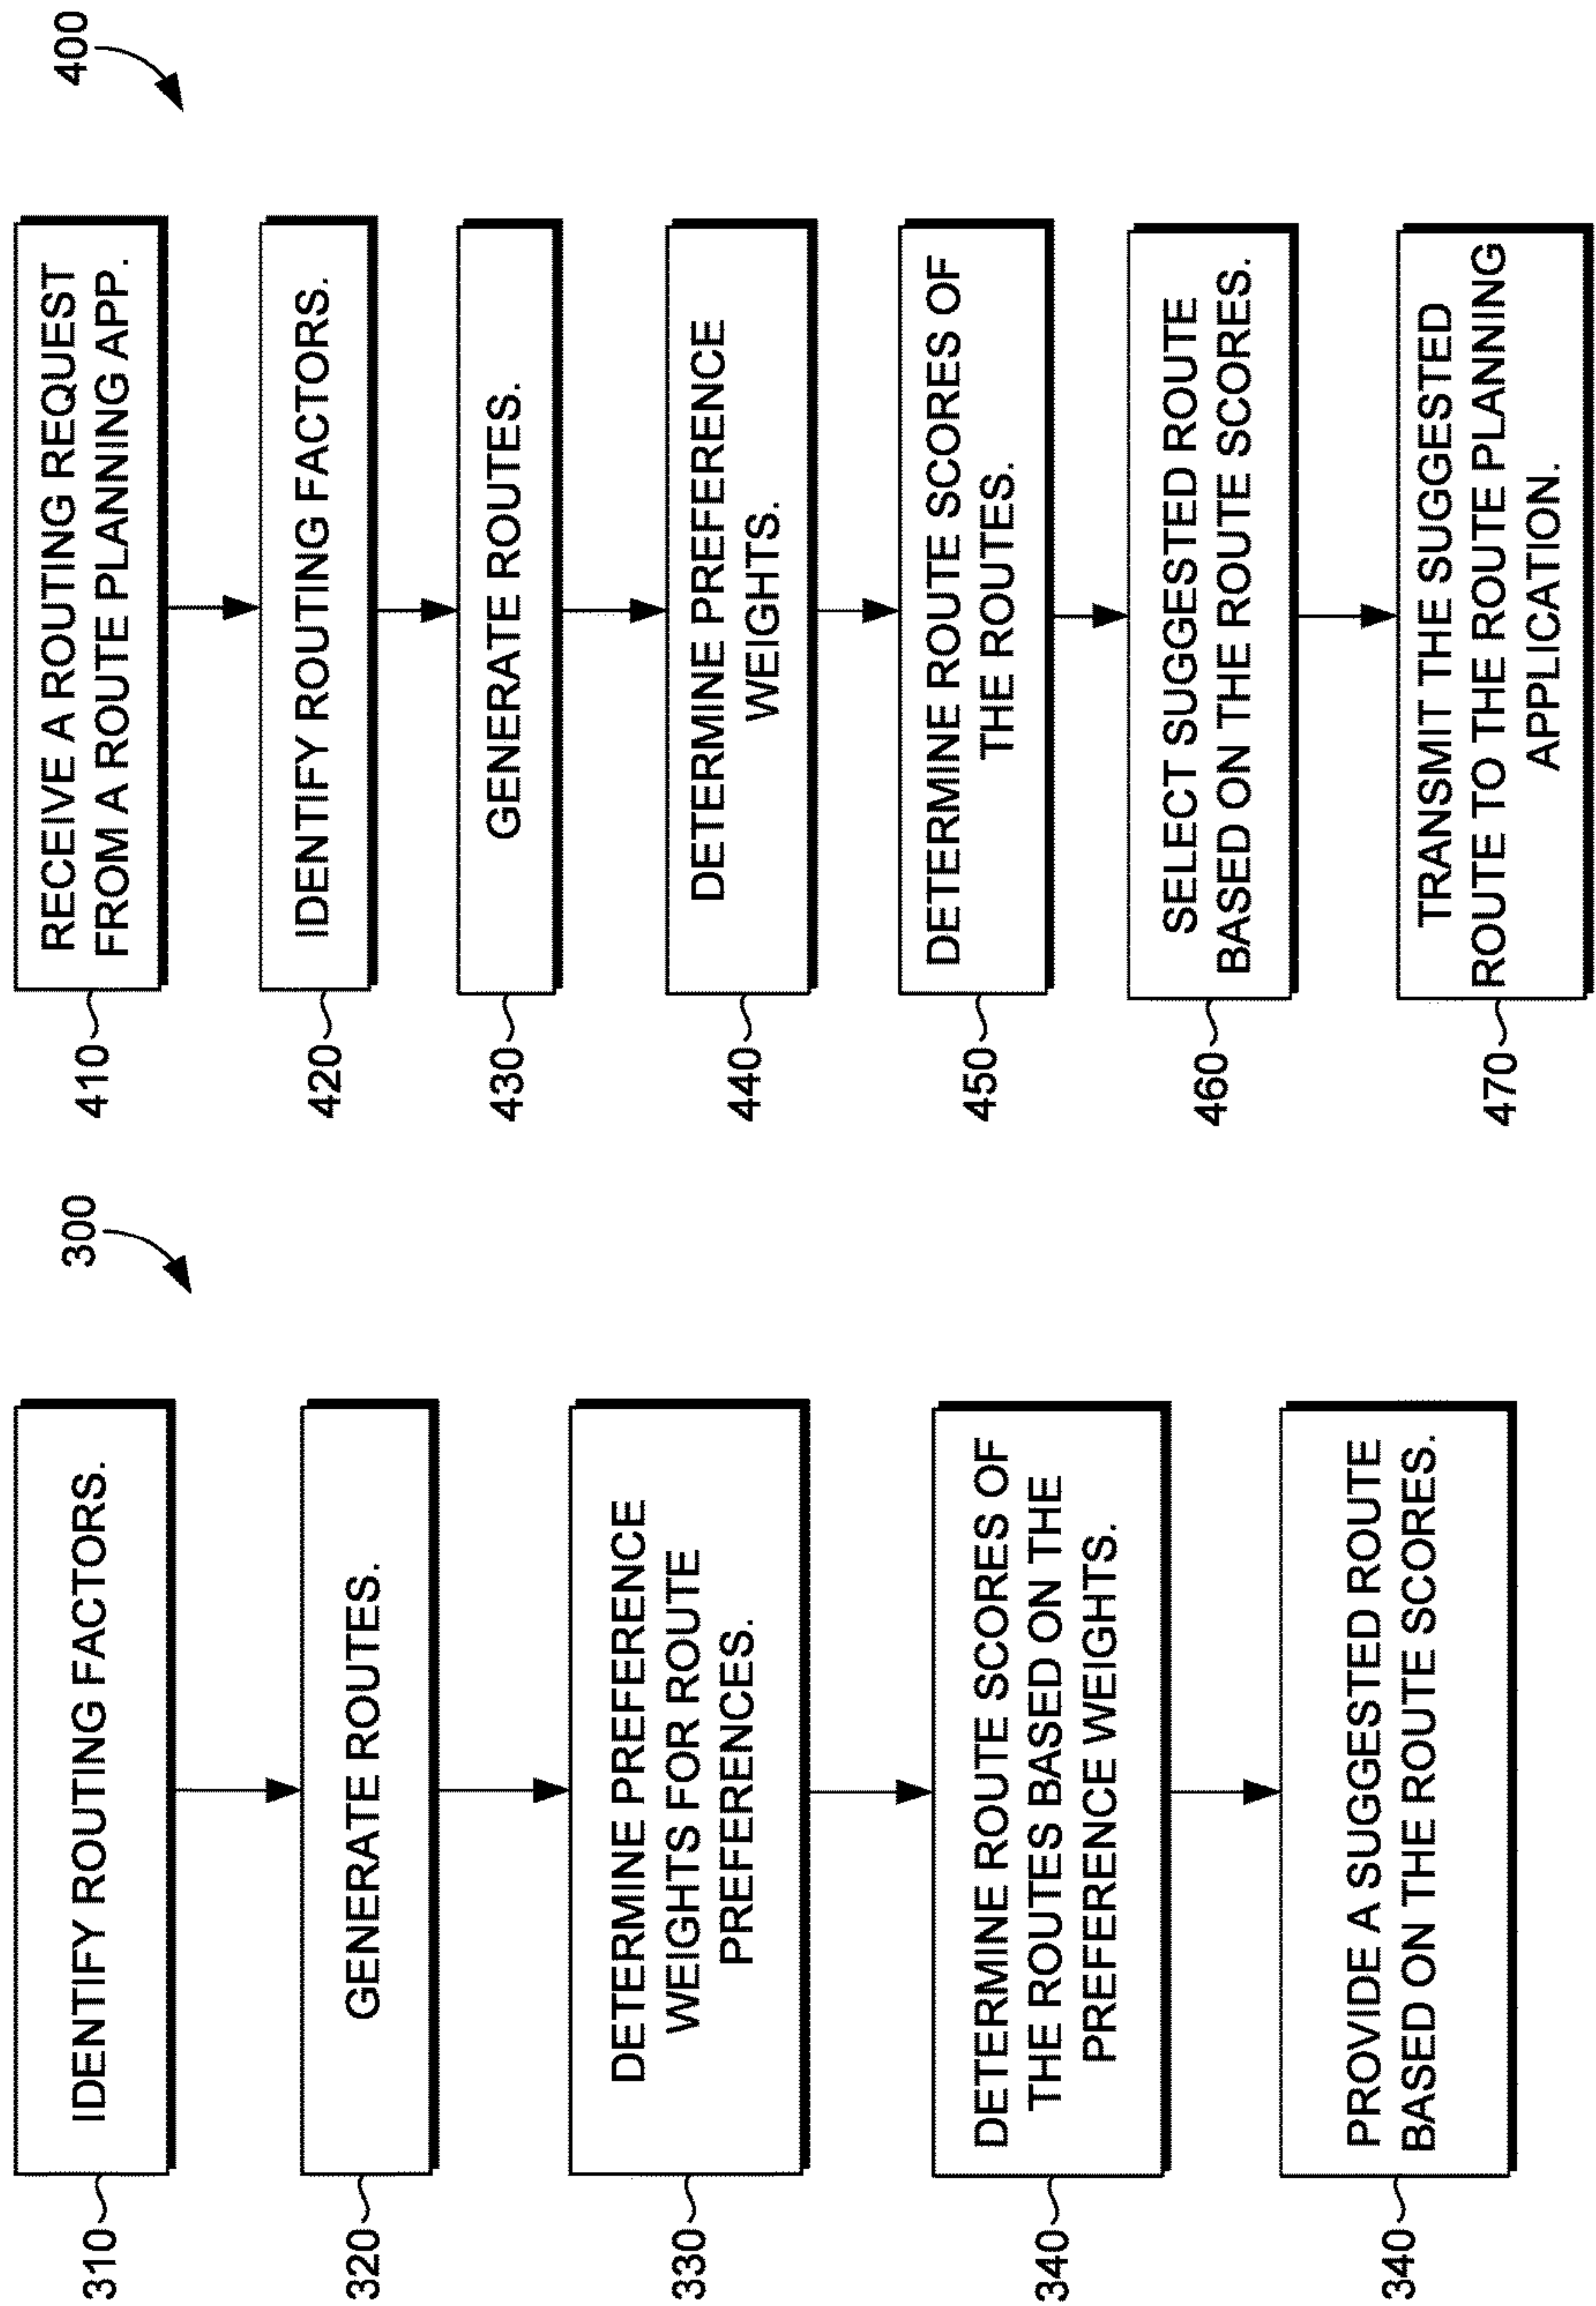 300
310
IDENTIFY ROUTING FACTORS.
320
GENERATE ROUTES.
330
DETERMINE PREFERENCE
WEIGHTS FOR ROUTE
PREFERENCES.
340
DETERMINE ROUTE SCORES OF
THE ROUTES BASED ON THE
PREFERENCE WEIGHTS.
340
PROVIDE A SUGGESTED ROUTE
BASED ON THE ROUTE SCORES.
400
410
RECEIVE A ROUTING REQUEST
FROM A ROUTE PLANNING APP.
420
IDENTIFY ROUTING FACTORS.
430
GENERATE ROUTES.
440
DETERMINE PREFERENCE
WEIGHTS.
450
DETERMINE ROUTE SCORES OF
THE ROUTES.
460
SELECT SUGGESTED ROUTE
BASED ON THE ROUTE SCORES.
470
TRANSMIT THE SUGGESTED
ROUTE TO THE ROUTE PLANNING
APPLICATION.